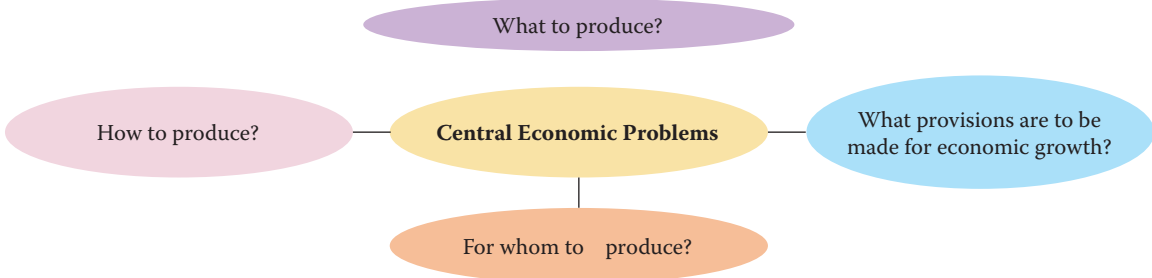 What to produce?
How to produce?
Central Economic Problems
What provisions are to be
made for economic growth?
For whom to produce?